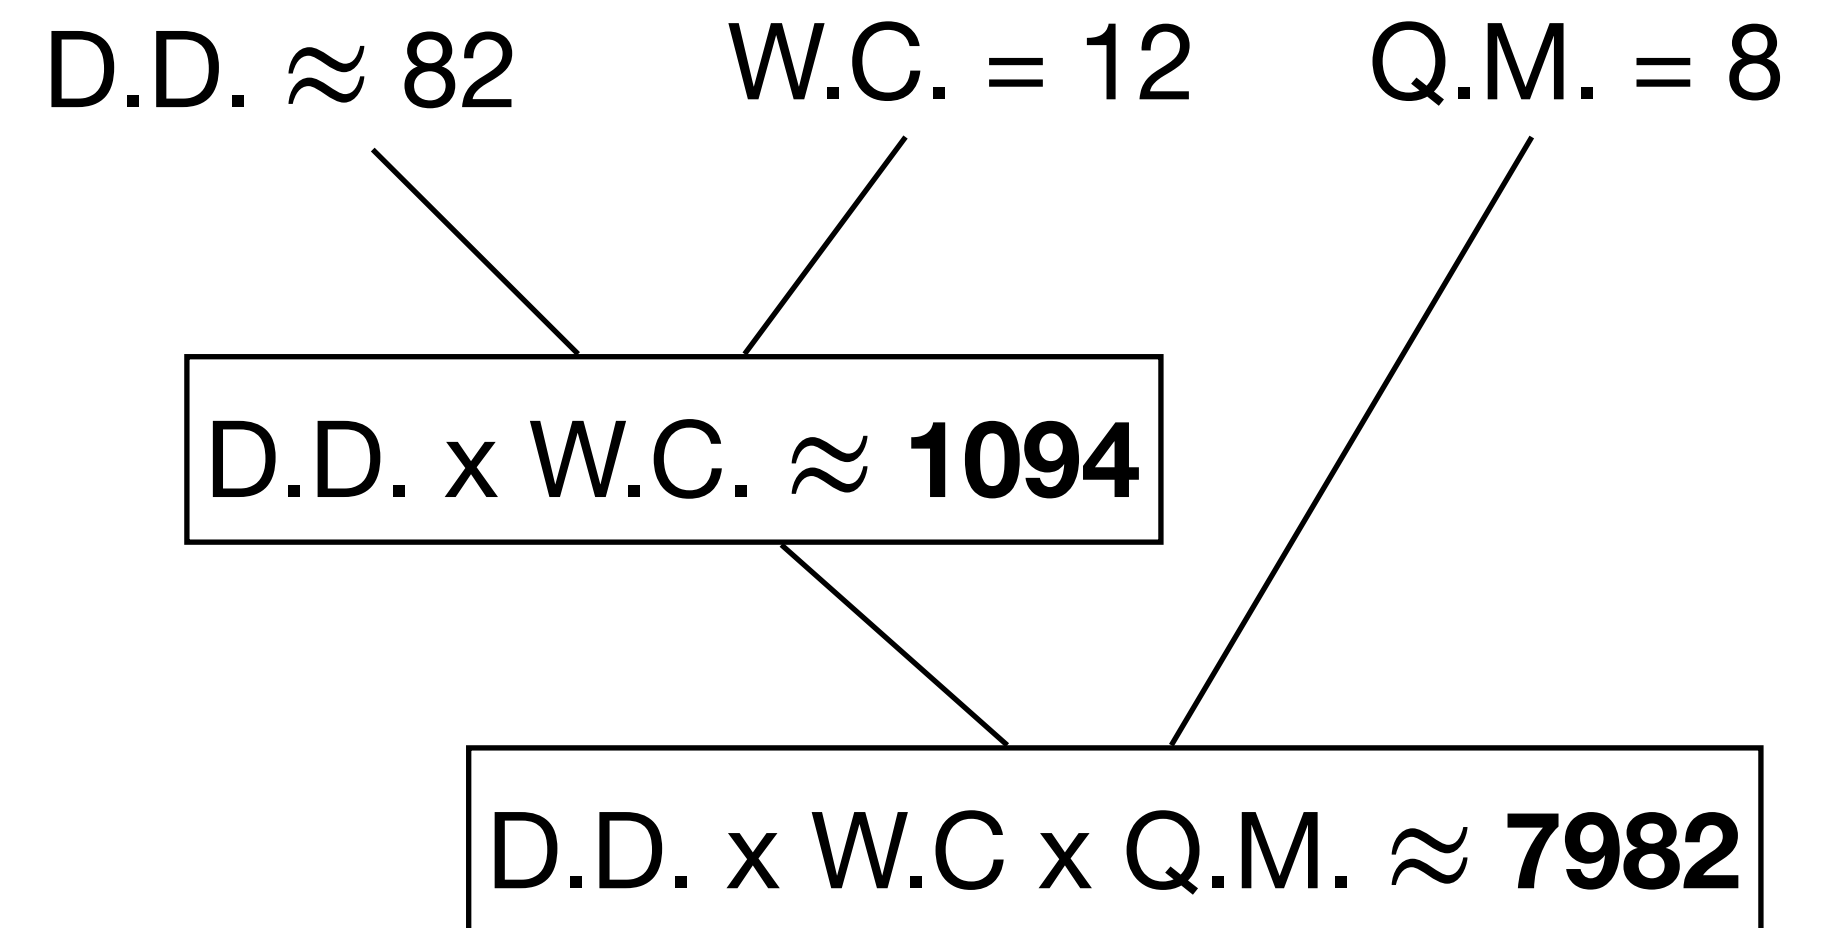 D.D. ≈ 82 W.C. = 12 Q.M. = 8
D.D. x W.C. ≈ 1094
D.D. x W.C x Q.M. ≈ 7982